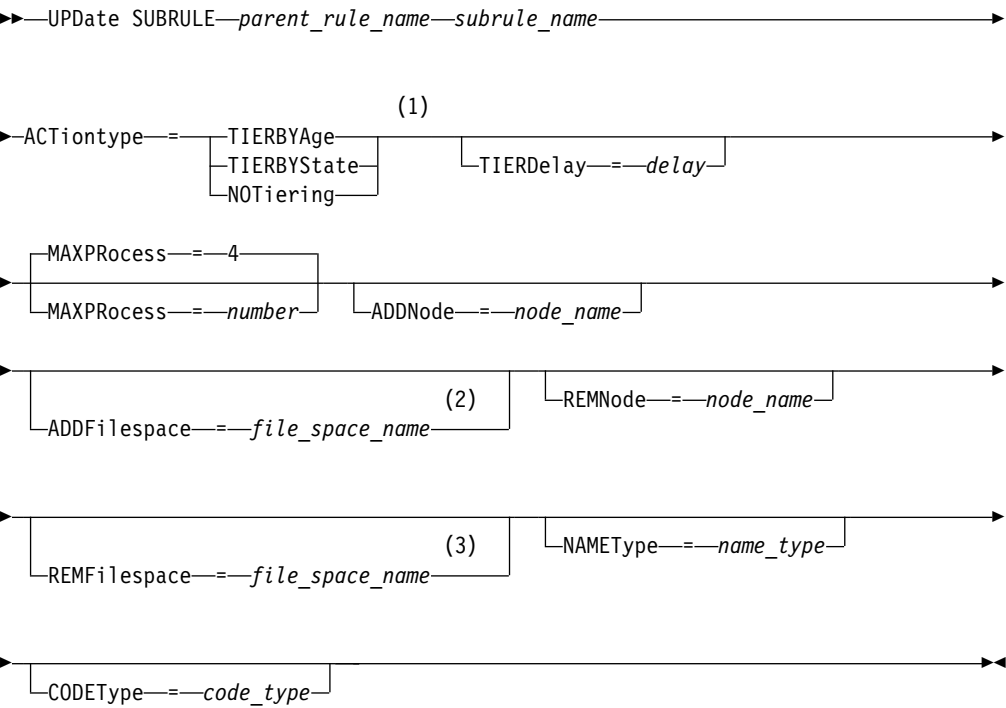 UPDate SUBRULE parent_rule_name subrule_name
(1)
ACTiontype = TIERBYAge
TIERBYState
NOTiering
TIERDelay = delay
MAXPRocess = 4
MAXPRocess = number
ADDNode = node_name
(2)
ADDFilespace = file_space_name
REMNode = node_name
(3)
REMFilespace = file_space_name
NAMEType = name_type
CODEType = code_type